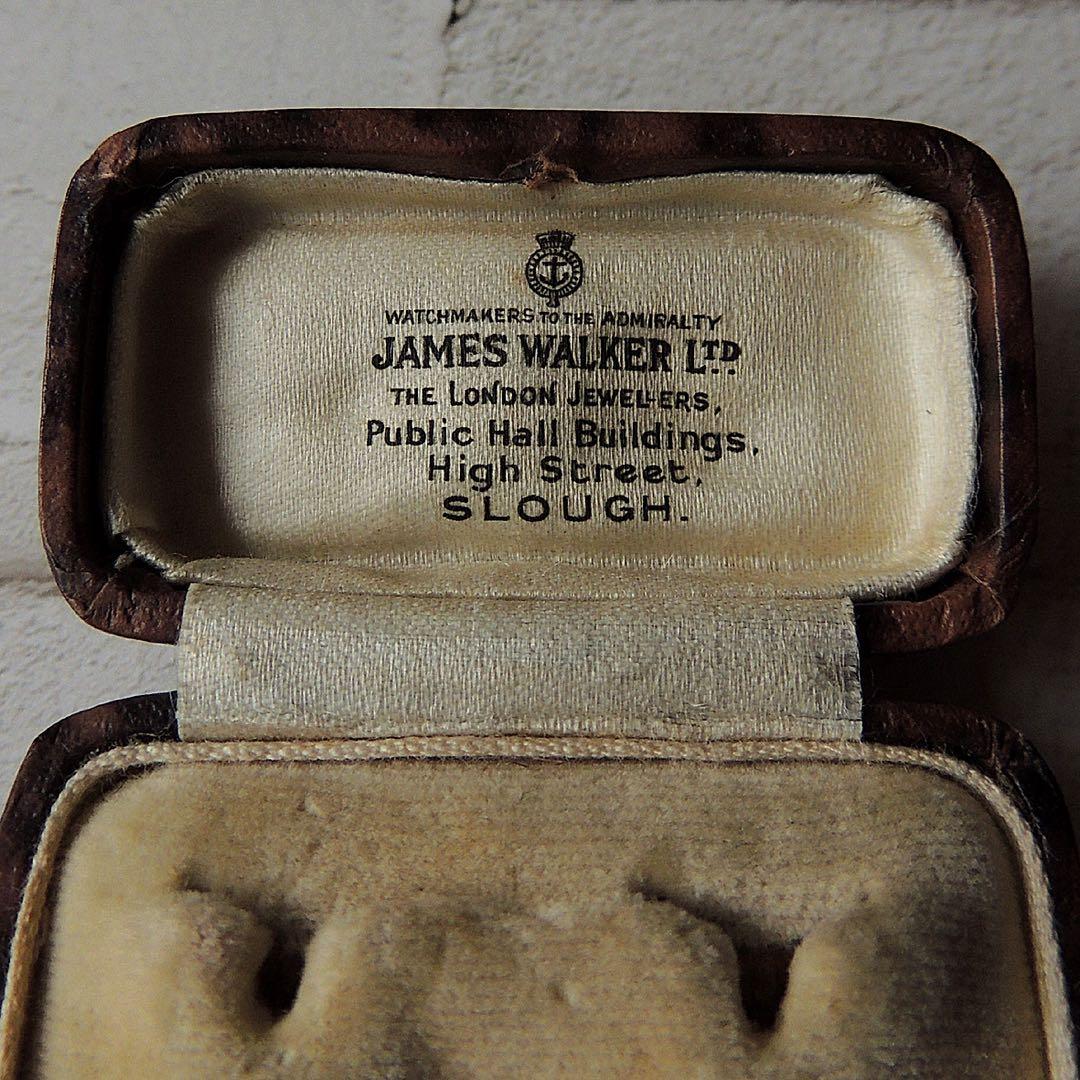 WATCHMAKERS TO THE ADMIRALTY
JAMES WALKER LTD
THE LONDON JEWELLERS,
Public Hall Buildings,
High Street,
SLOUGH.